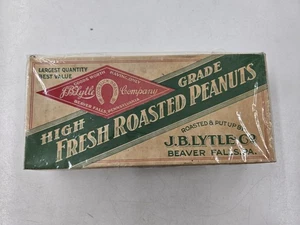 LARGEST QUANTITY
BEST VALUE
J.B. Lytle Company
BEAVER FALLS, PENNSYLVANIA
HIGH GRADE
FRESH ROASTED PEANUTS
ROASTED & PUT UP BY
J.B. LYTLE CO.
BEAVER FALLS, PA.